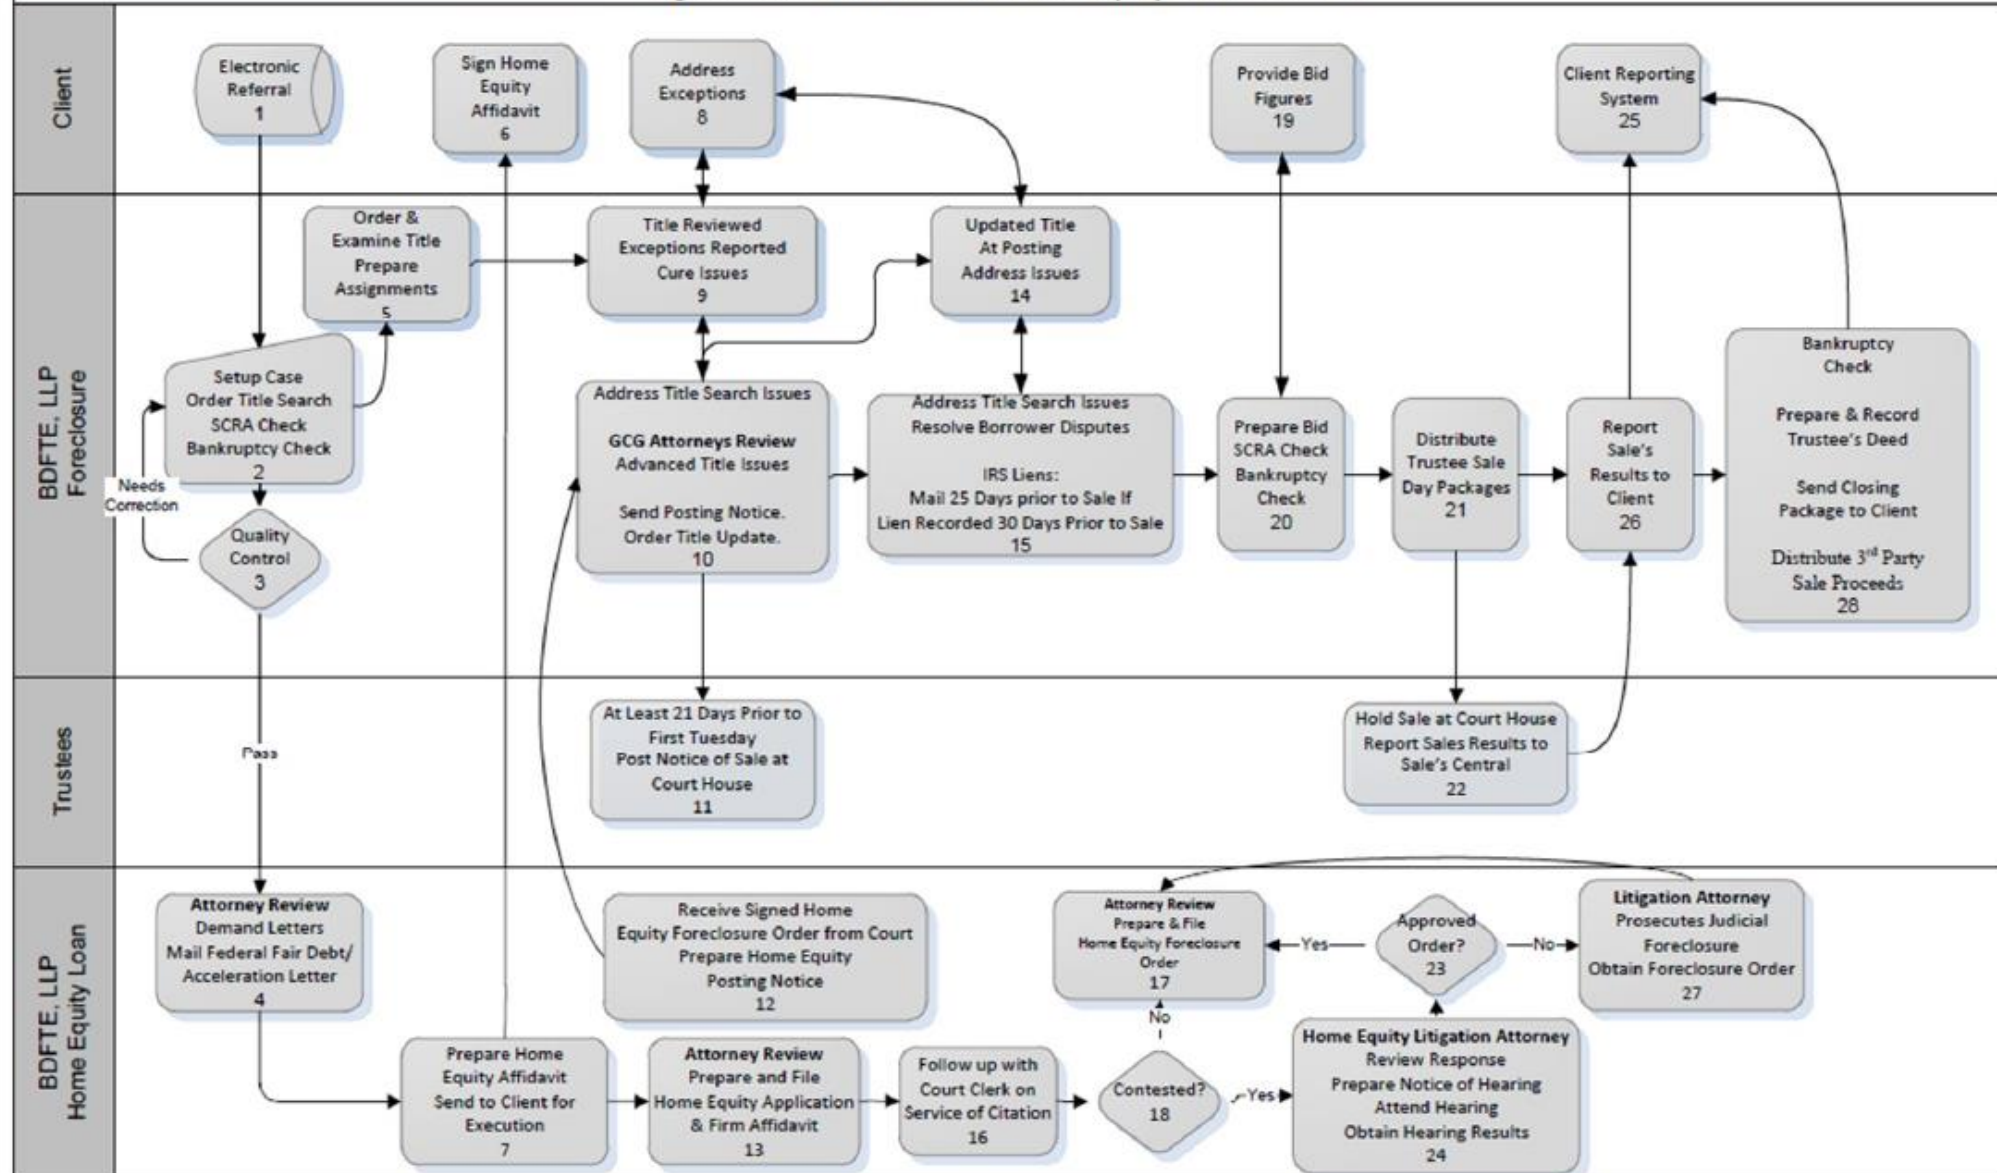 Client
Electronic
Referral
1
Sign Home
Equity
Affidavit
6
Address
Exceptions
8
Provide Bid
Figures
19
Client Reporting
System
25
BDFTE, LLP
Foreclosure
Order &
Examine Title
Prepare
Assignments
5
Title Reviewed
Exceptions Reported
Cure Issues
9
Updated Title
At Posting
Address Issues
14
Setup Case
Order Title Search
SCRA Check
Bankruptcy Check
2
Needs
Correction
Quality
Control
3
Address Title Search Issues
GCG Attorneys Review
Advanced Title Issues
Send Posting Notice.
Order Title Update.
10
Address Title Search Issues
Resolve Borrower Disputes
IRS Liens:
Mail 25 Days prior to Sale If
Lien Recorded 30 Days Prior to Sale
15
Prepare Bid
SCRA Check
Bankruptcy
Check
20
Distribute
Trustee Sale
Day Packages
21
Report
Sale's
Results to
Client
26
Bankruptcy
Check
Prepare & Record
Trustee's Deed
Send Closing
Package to Client
Distribute 3rd Party
Sale Proceeds
28
Trustees
Pass
At Least 21 Days Prior to
First Tuesday
Post Notice of Sale at
Court House
11
Hold Sale at Court House
Report Sales Results to
Sale's Central
22
BDFTE, LLP
Home Equity Loan
Attorney Review
Demand Letters
Mail Federal Fair Debt/
Acceleration Letter
4
Receive Signed Home
Equity Foreclosure Order from Court
Prepare Home Equity
Posting Notice
12
Attorney Review
Prepare & File
Home Equity Foreclosure
Order
17
Yes
Approved
Order?
23
No
Litigation Attorney
Prosecutes Judicial
Foreclosure
Obtain Foreclosure Order
27
Prepare Home
Equity Affidavit
Send to Client for
Execution
7
Attorney Review
Prepare and File
Home Equity Application
& Firm Affidavit
13
Follow up with
Court Clerk on
Service of Citation
16
No
Contested?
18
Yes
Home Equity Litigation Attorney
Review Response
Prepare Notice of Hearing
Attend Hearing
Obtain Hearing Results
24